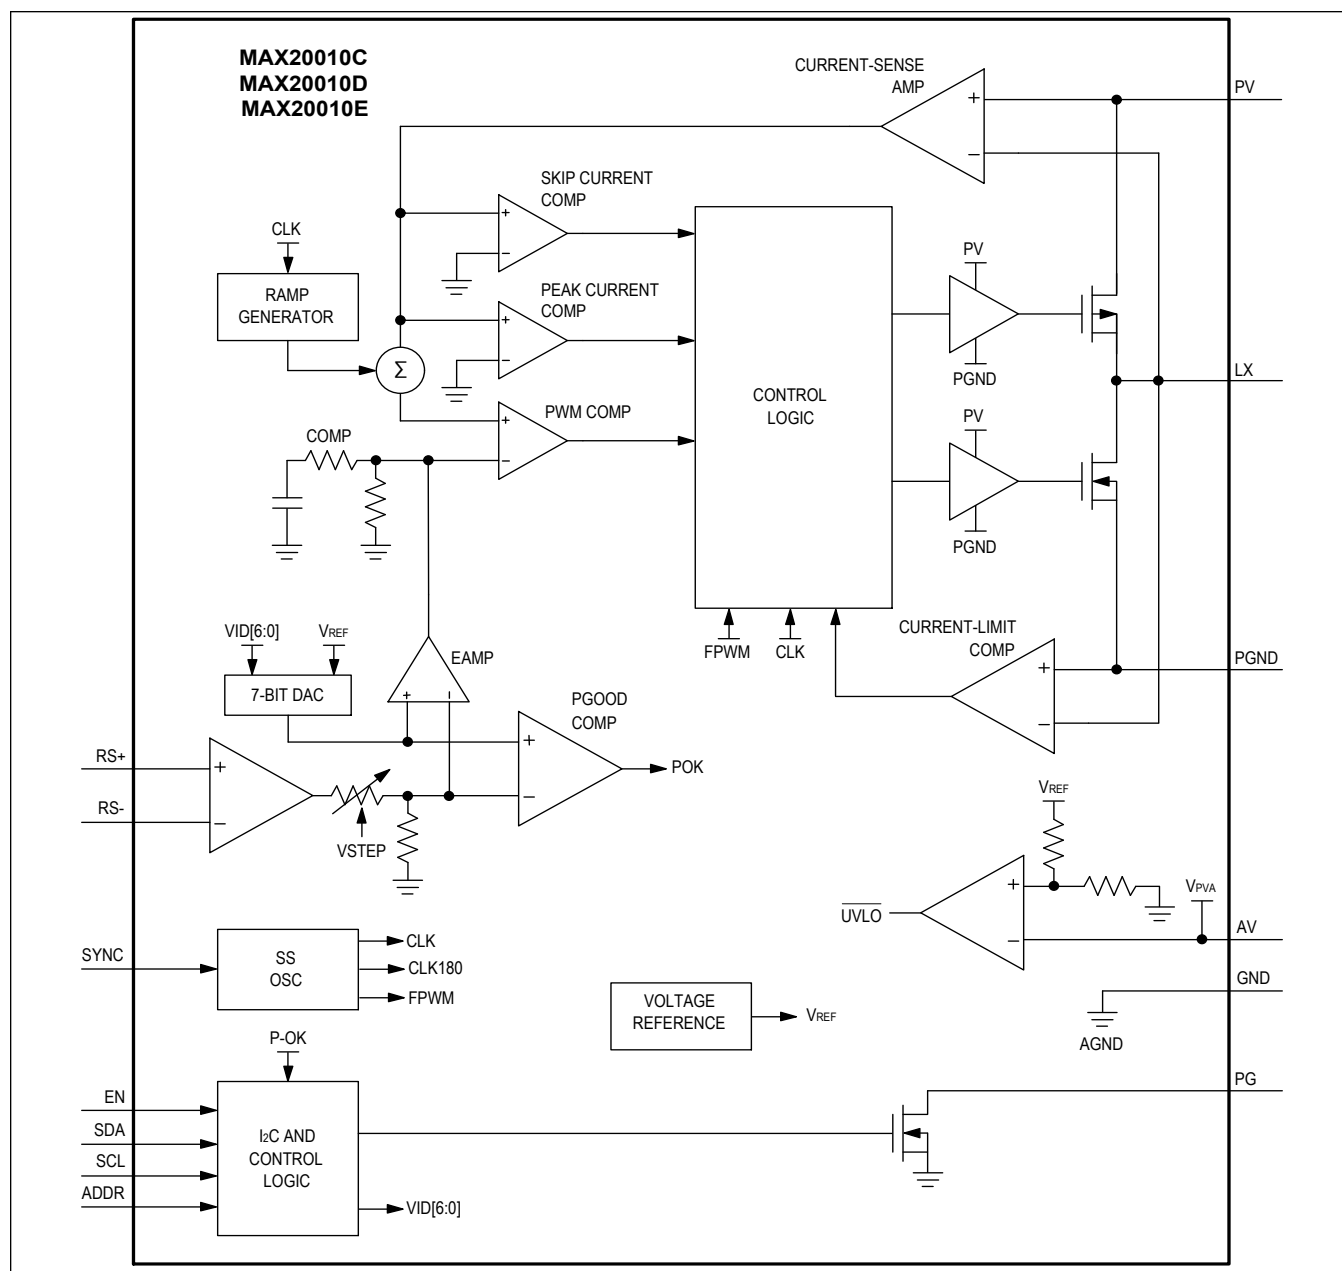 MAX20010C
MAX20010D
MAX20010E
CURRENT-SENSE
AMP
+
−
PV
SKIP CURRENT
COMP
+
−
CLK
RAMP
GENERATOR
PEAK CURRENT
COMP
+
−
Σ
PV
PGND
LX
CONTROL
LOGIC
PWM COMP
+
−
COMP
PV
PGND
FPWM
CLK
CURRENT-LIMIT
COMP
+
−
PGND
VID[6:0]
VREF
7-BIT DAC
EAMP
+
−
PGOOD
COMP
+
−
POK
RS+
RS-
+
−
VSTEP
VREF
+
−
UVLO
VPVA
AV
SYNC
SS
OSC
CLK
CLK180
FPWM
VOLTAGE
REFERENCE
VREF
GND
AGND
P-OK
EN
SDA
SCL
ADDR
I2C AND
CONTROL
LOGIC
VID[6:0]
PG